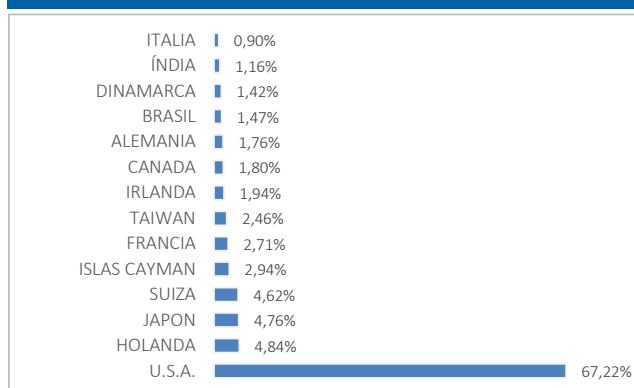 ITALIA 0,90%
ÍNDIA 1,16%
DINAMARCA 1,42%
BRASIL 1,47%
ALEMANIA 1,76%
CANADA 1,80%
IRLANDA 1,94%
TAIWAN 2,46%
FRANCIA 2,71%
ISLAS CAYMAN 2,94%
SUIZA 4,62%
JAPON 4,76%
HOLANDA 4,84%
U.S.A. 67,22%